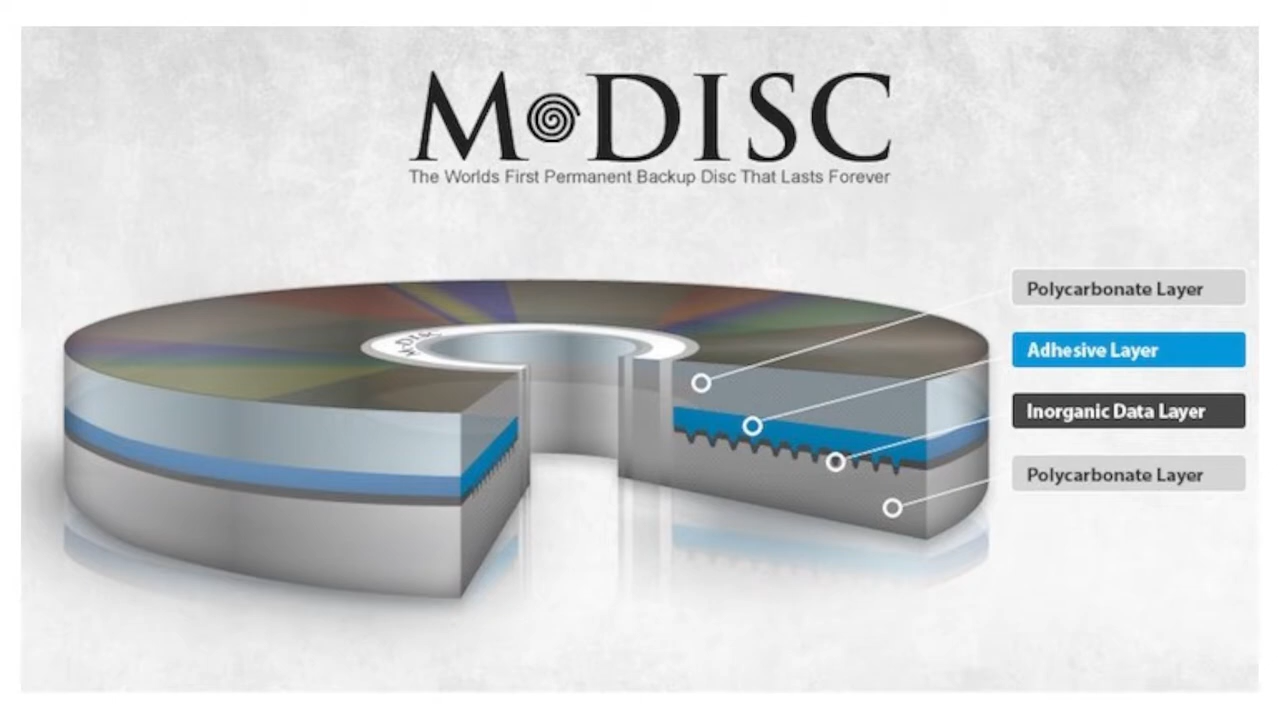 M DISC
The Worlds First Permanent Backup Disc That Lasts Forever
Polycarbonate Layer
Adhesive Layer
Inorganic Data Layer
Polycarbonate Layer
M-DISC